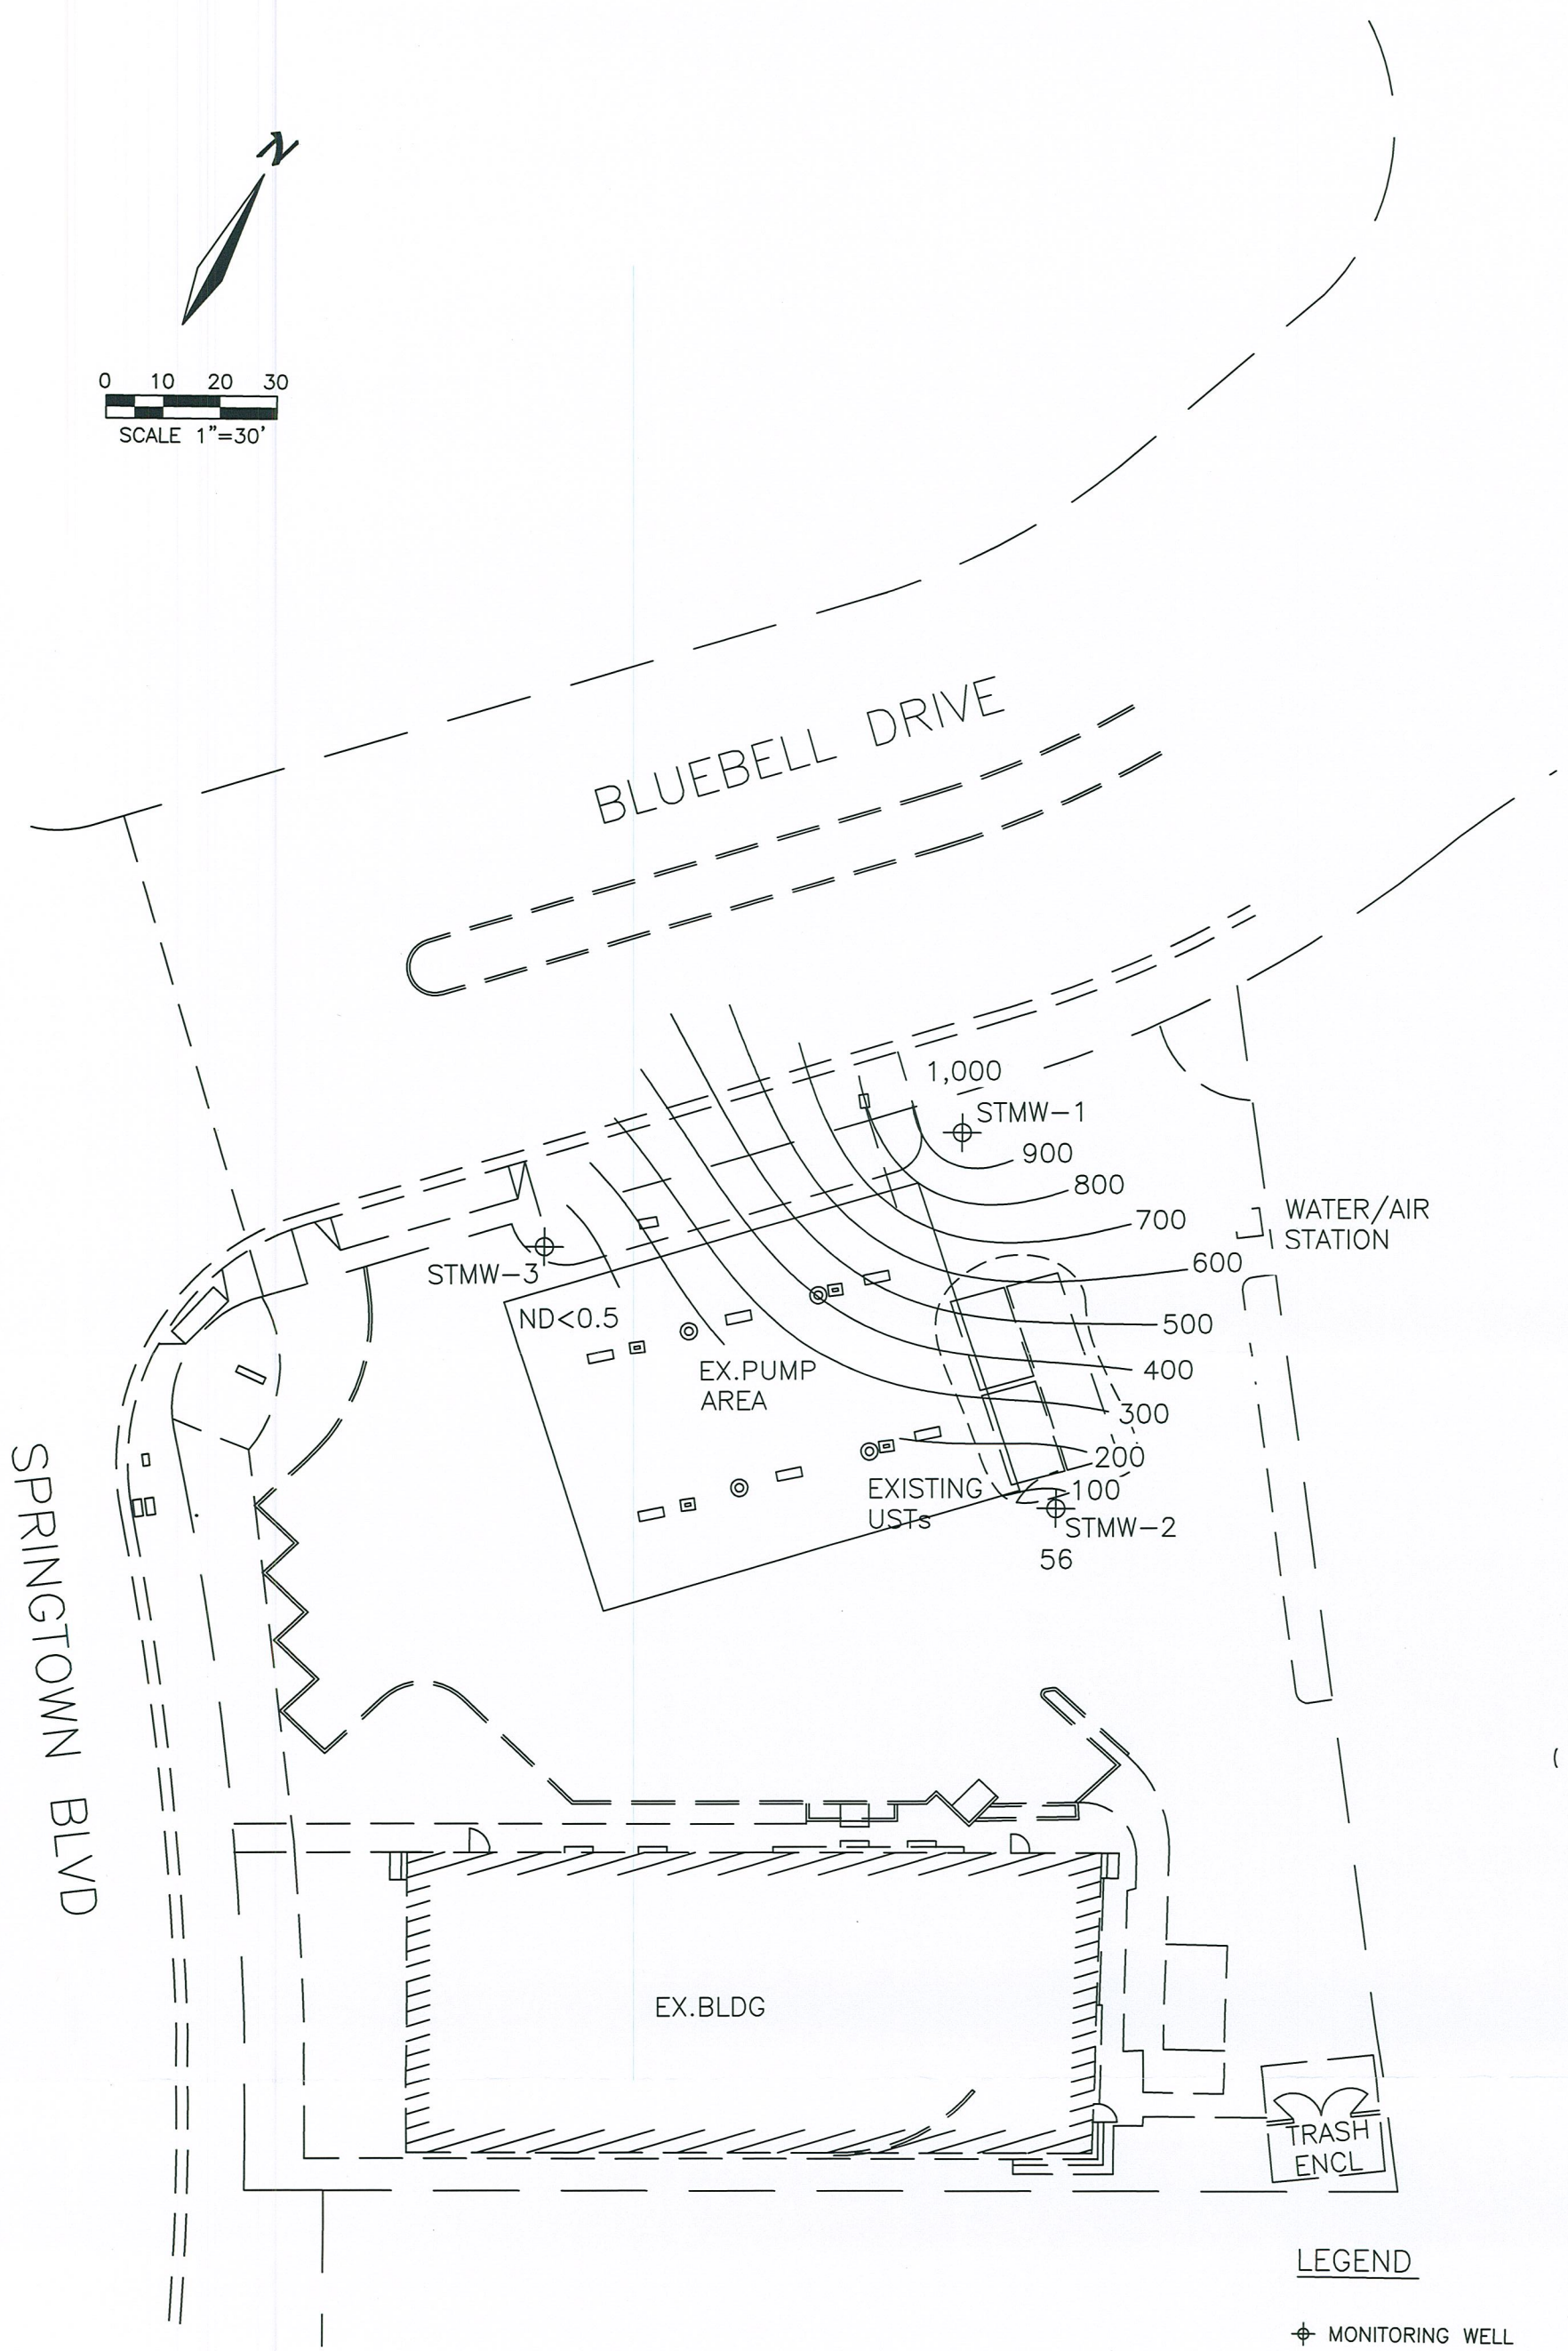 N
0 10 20 30
SCALE 1"=30'
BLUEBELL DRIVE
1,000
STMW-1
900
800
700
WATER/AIR
STATION
600
STMW-3
ND<0.5
500
EX.PUMP
AREA
400
300
200
EXISTING
USTs
100
STMW-2
56
SPRINGTOWN BLVD
EX.BLDG
TRASH
ENCL
LEGEND
MONITORING WELL